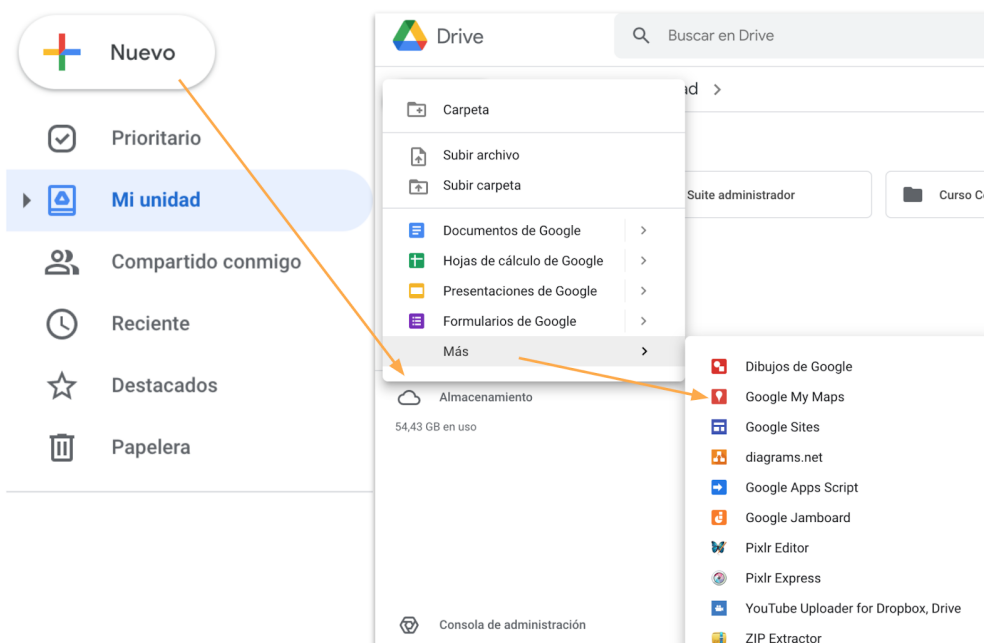 Nuevo
Prioritario
Mi unidad
Compartido conmigo
Reciente
Destacados
Papelera
Drive
Buscar en Drive
Carpeta
Subir archivo
Subir carpeta
Documentos de Google
Hojas de cálculo de Google
Presentaciones de Google
Formularios de Google
Más
Almacenamiento
54,43 GB en uso
Consola de administración
Suite administrador
Curso
Dibujos de Google
Google My Maps
Google Sites
diagrams.net
Google Apps Script
Google Jamboard
Pixlr Editor
Pixlr Express
YouTube Uploader for Dropbox, Drive
ZIP Extractor